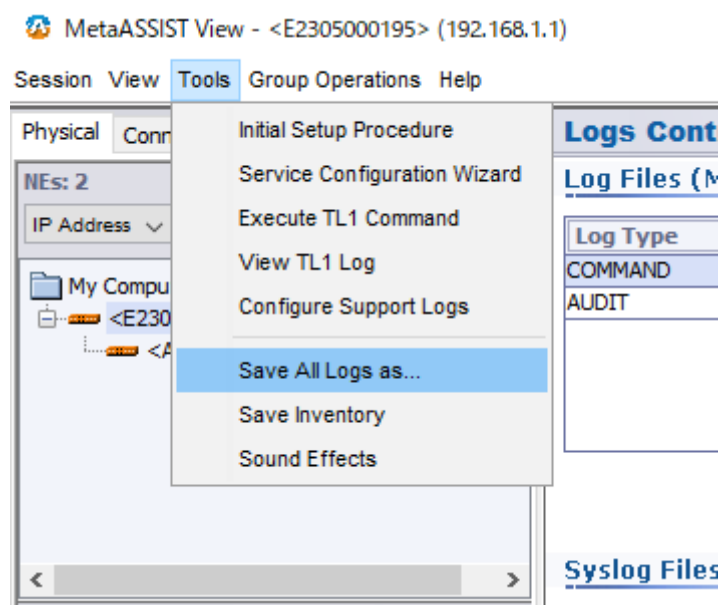 MetaASSIST View - <E2305000195> (192.168.1.1)
Session View Tools Group Operations Help
Physical
NEs: 2
IP Address
My
<E230
Initial Setup Procedure
Service Configuration Wizard
Execute TL1 Command
View TL1 Log
Configure Support Logs
Save All Logs as...
Save Inventory
Sound Effects
Logs
Log Files
Log Type
COMMAND
AUDIT
Syslog Files